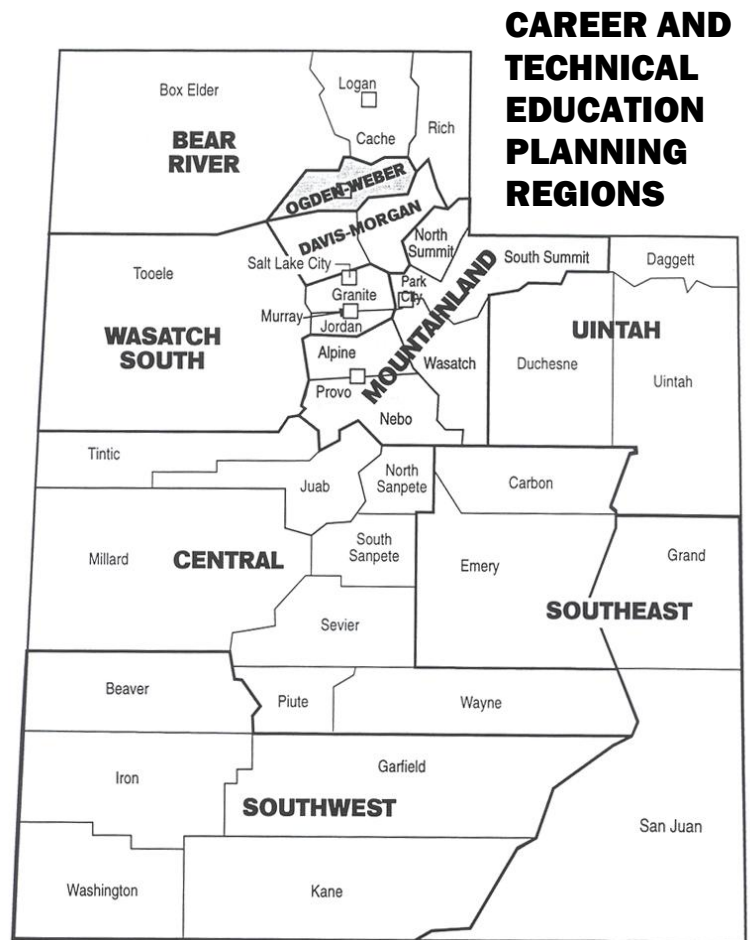 CAREER AND
TECHNICAL
EDUCATION
PLANNING
REGIONS
Logan
Box Elder
Rich
Cache
BEAR
RIVER
OGDEN-WEBER
DAVIS-MORGAN
North
Summit
South Summit
Daggett
Salt Lake City
Tooele
Park
City
Granite
Murray
Jordan
MOUNTAINLAND
UINTAH
WASATCH
SOUTH
Alpine
Wasatch
Duchesne
Uintah
Provo
Nebo
Tintic
Juab
North
Sanpete
Carbon
South
Sanpete
Millard
CENTRAL
Emery
Grand
SOUTHEAST
Sevier
Beaver
Piute
Wayne
Iron
Garfield
SOUTHWEST
San Juan
Washington
Kane